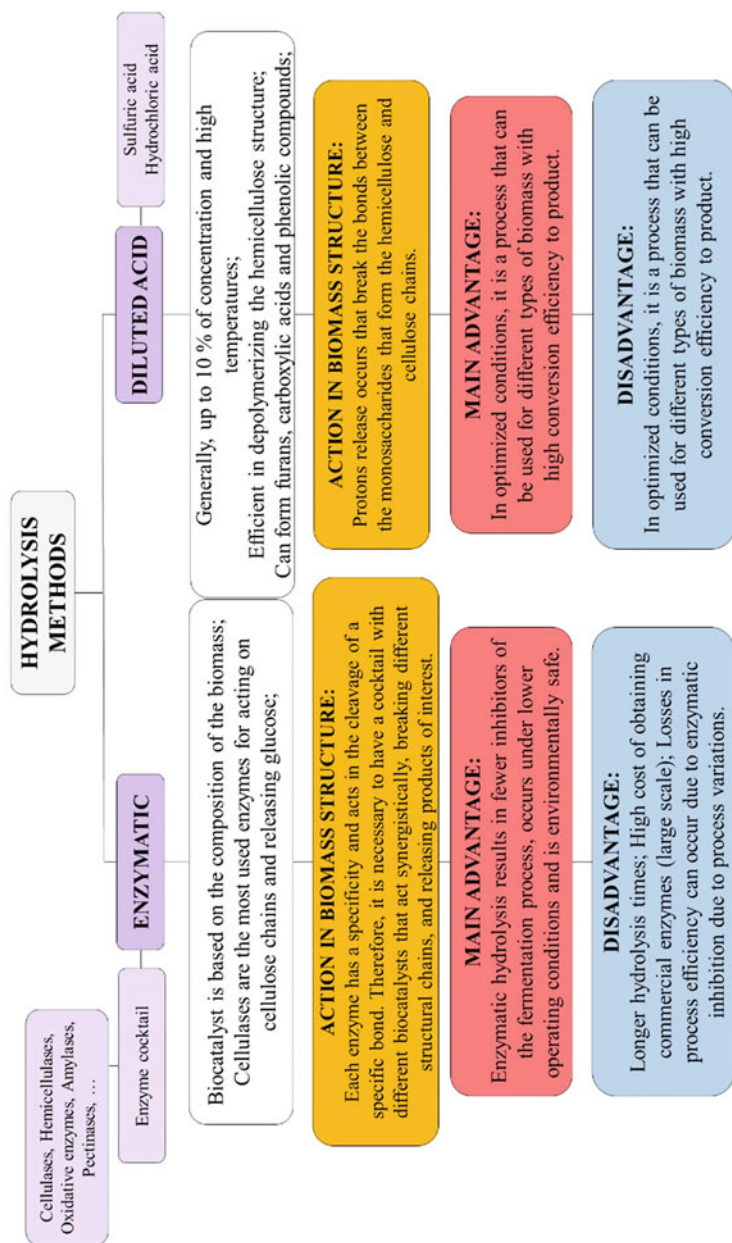 HYDROLYSIS
METHODS
Cellulases, Hemicellulases,
Oxidative enzymes, Amylases,
Pectinases, …
Enzyme cocktail
ENZYMATIC
Biocatalyst is based on the composition of the biomass;
Cellulases are the most used enzymes for acting on
cellulose chains and releasing glucose;
ACTION IN BIOMASS STRUCTURE:
Each enzyme has a specificity and acts in the cleavage of a
specific bond. Therefore, it is necessary to have a cocktail with
different biocatalysts that act synergistically, breaking different
structural chains, and releasing products of interest.
MAIN ADVANTAGE:
Enzymatic hydrolysis results in fewer inhibitors of
the fermentation process, occurs under lower
operating conditions and is environmentally safe.
DISADVANTAGE:
Longer hydrolysis times; High cost of obtaining
commercial enzymes (large scale); Losses in
process efficiency can occur due to enzymatic
inhibition due to process variations.
DILUTED ACID
Sulfuric acid
Hydrochloric acid
Generally, up to 10 % of concentration and high
temperatures;
Efficient in depolymerizing the hemicellulose structure;
Can form furans, carboxylic acids and phenolic compounds;
ACTION IN BIOMASS STRUCTURE:
Protons release occurs that break the bonds between
the monosaccharides that form the hemicellulose and
cellulose chains.
MAIN ADVANTAGE:
In optimized conditions, it is a process that can
be used for different types of biomass with
high conversion efficiency to product.
DISADVANTAGE:
In optimized conditions, it is a process that can be
used for different types of biomass with high
conversion efficiency to product.